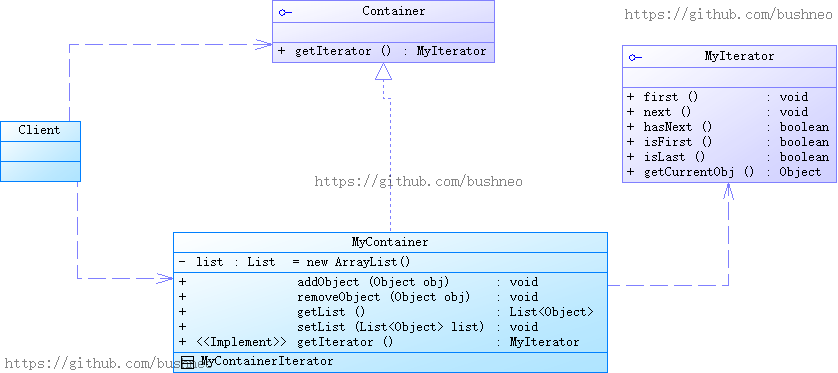 Container
+ getIterator () : MyIterator
https://github.com/bushneo
MyIterator
+ first () : void
+ next () : void
+ hasNext () : boolean
+ isFirst () : boolean
+ isLast () : boolean
+ getCurrentObj () : Object
Client
https://github.com/bushneo
MyContainer
- list : List = new ArrayList()
+ addObject (Object obj) : void
+ removeObject (Object obj) : void
+ getList () : List<Object>
+ setList (List<Object> list) : void
+ <<Implement>> getIterator () : MyIterator
MyContainerIterator
https://github.com/bushneo